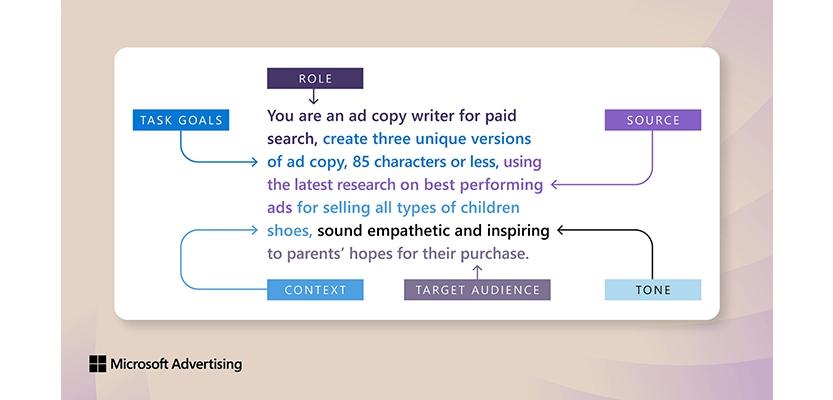 ROLE
TASK GOALS
SOURCE
You are an ad copy writer for paid
search, create three unique versions
of ad copy, 85 characters or less, using
the latest research on best performing
ads for selling all types of children
shoes, sound empathetic and inspiring
to parents’ hopes for their purchase.
CONTEXT
TARGET AUDIENCE
TONE
Microsoft Advertising